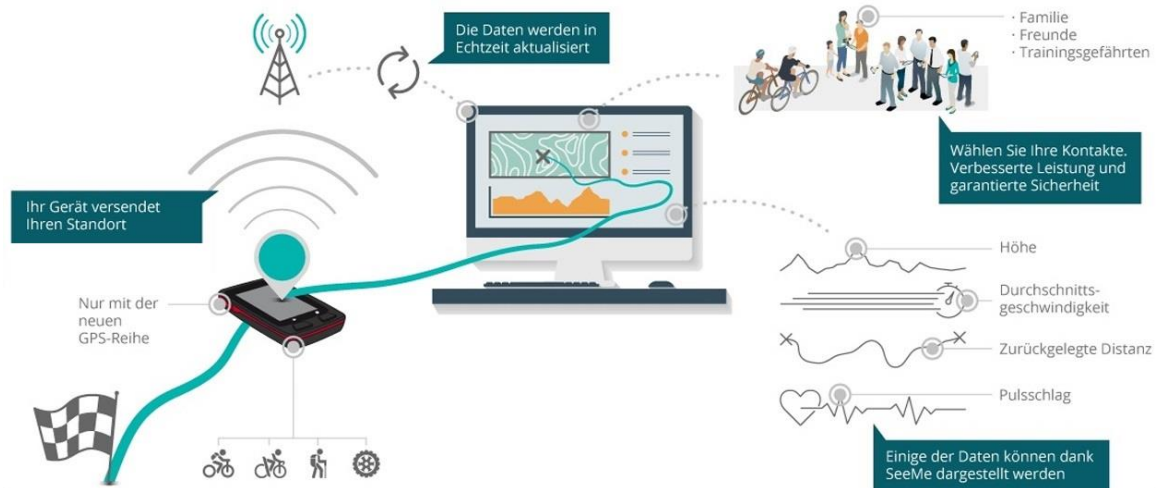 Die Daten werden in
Echtzeit aktualisiert
· Familie
· Freunde
· Trainingsgefährten
Wählen Sie Ihre Kontakte.
Verbesserte Leistung und
garantierte Sicherheit
Ihr Gerät versendet
Ihren Standort
Nur mit der
neuen
GPS-Reihe
Höhe
Durchschnitts-
geschwindigkeit
Zurückgelegte Distanz
Pulsschlag
Einige der Daten können dank
SeeMe dargestellt werden